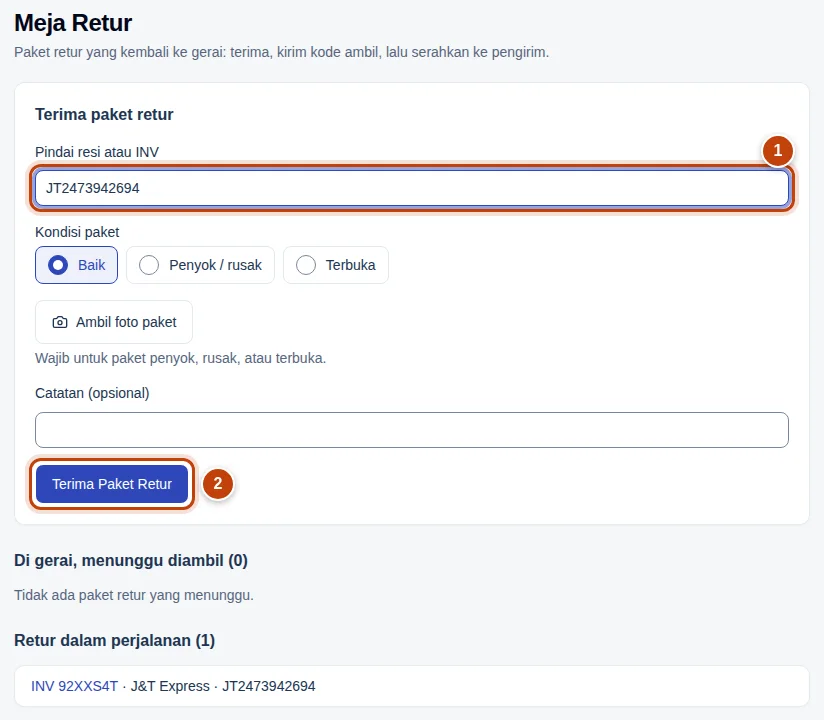 Meja Retur
Paket retur yang kembali ke gerai: terima, kirim kode ambil, lalu serahkan ke pengirim.
Terima paket retur
Pindai resi atau INV
1
JT2473942694
Kondisi paket
Baik
Penyok / rusak
Terbuka
Ambil foto paket
Wajib untuk paket penyok, rusak, atau terbuka.
Catatan (opsional)
Terima Paket Retur
2
Di gerai, menunggu diambil (0)
Tidak ada paket retur yang menunggu.
Retur dalam perjalanan (1)
INV 92XXS4T · J&T Express · JT2473942694